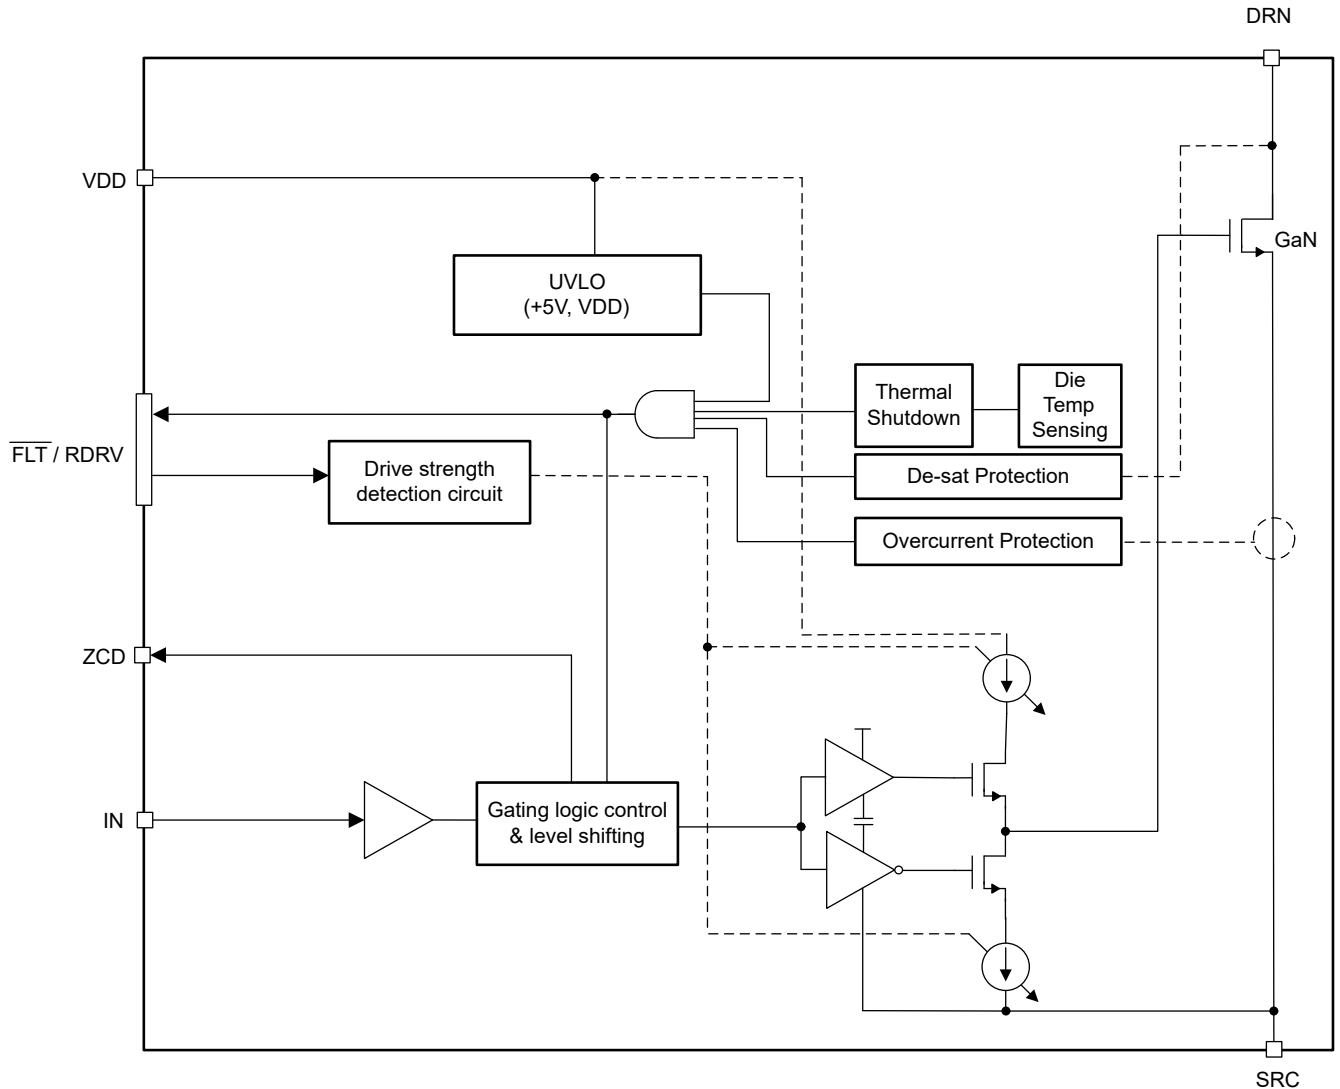 DRN
VDD
GaN
UVLO
(+5V, VDD)
Thermal
Shutdown
Die
Temp
Sensing
FLT / RDRV
Drive strength
detection circuit
De-sat Protection
Overcurrent Protection
ZCD
IN
Gating logic control
& level shifting
SRC